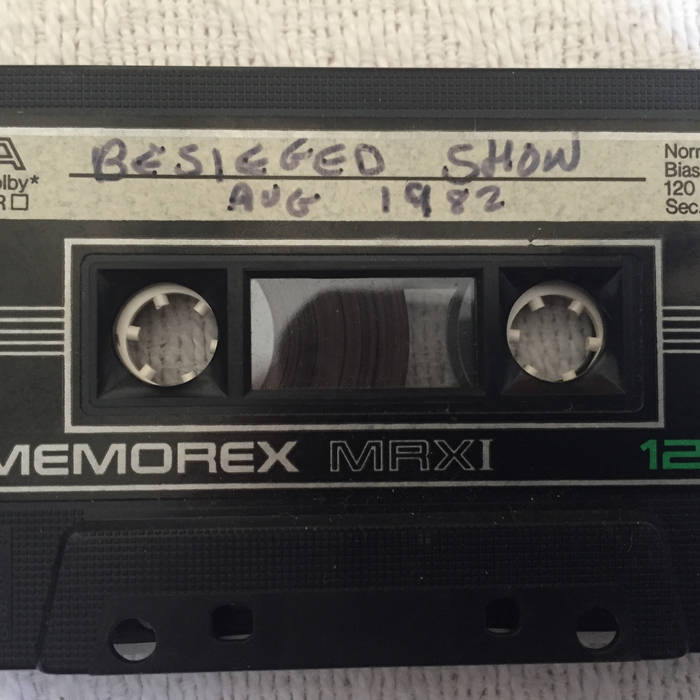 A
BESIEGED SHOW
AUG 1982
olby*
R
Norm
Bias
120
Sec.
MEMOREX MRXI
12